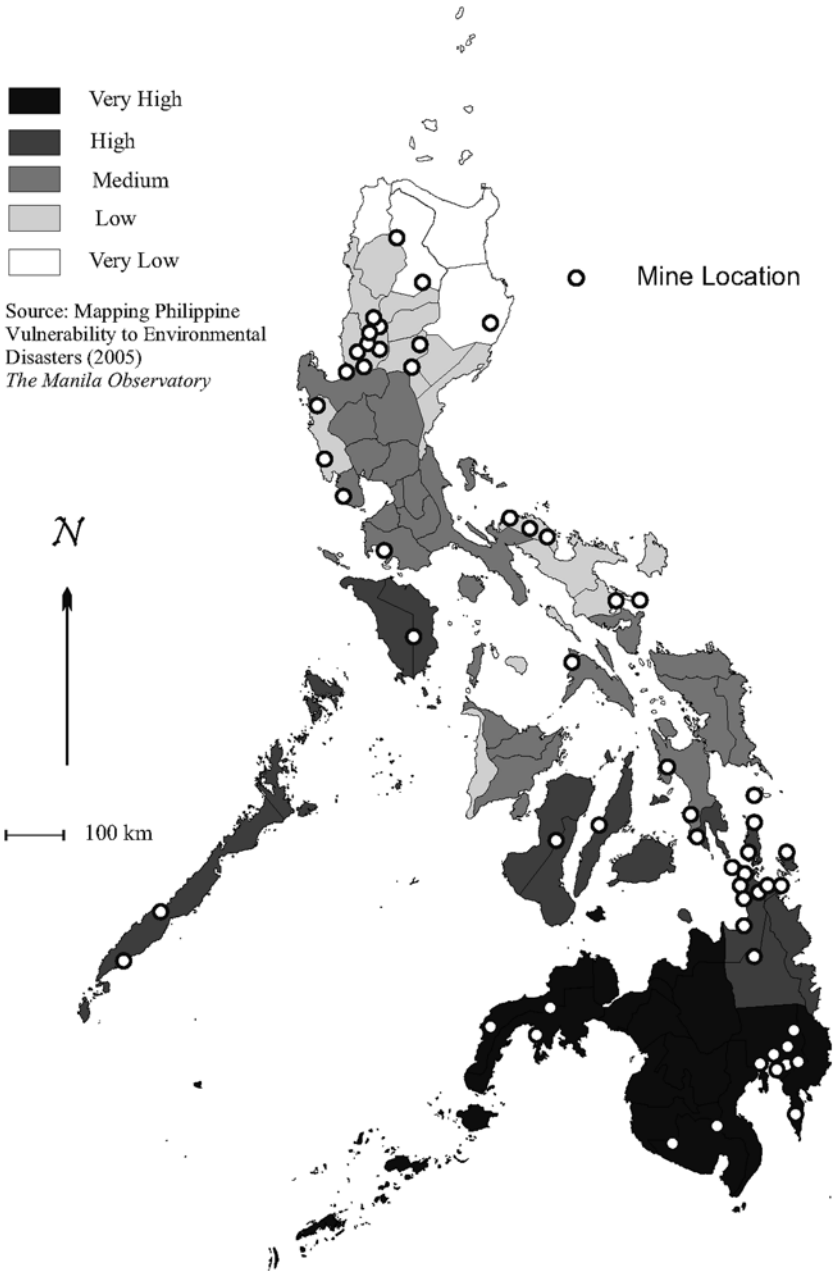 Very High
High
Medium
Low
Very Low
Source: Mapping Philippine
Vulnerability to Environmental
Disasters (2005)
The Manila Observatory
Mine Location
N
100 km